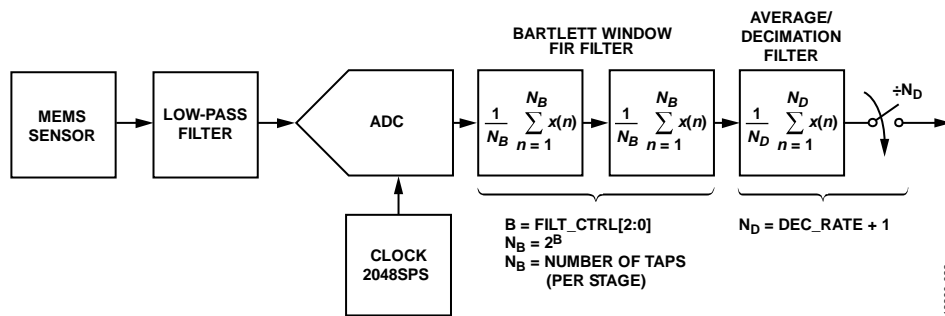 BARTLETT WINDOW
FIR FILTER
AVERAGE/
DECIMATION
FILTER
MEMS
SENSOR
LOW-PASS
FILTER
ADC
1/N_B N_B ∑ n = 1 x(n)
1/N_B N_B ∑ n = 1 x(n)
1/N_D N_D ∑ n = 1 x(n)
÷N_D
CLOCK
2048SPS
B = FILT_CTRL[2:0]
N_B = 2^B
N_B = NUMBER OF TAPS
(PER STAGE)
N_D = DEC_RATE + 1